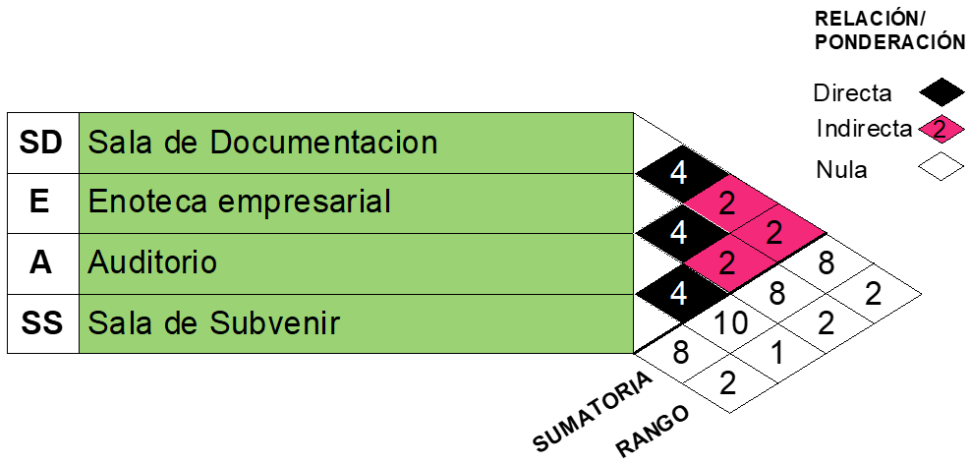 RELACIÓN/
PONDERACIÓN
Directa
Indirecta 2
Nula
SD Sala de Documentacion
4
E Enoteca empresarial
2
4 2
A Auditorio
2 8
4 8 2
SS Sala de Subvenir
10 2
8 1
2
SUMATORIA
RANGO